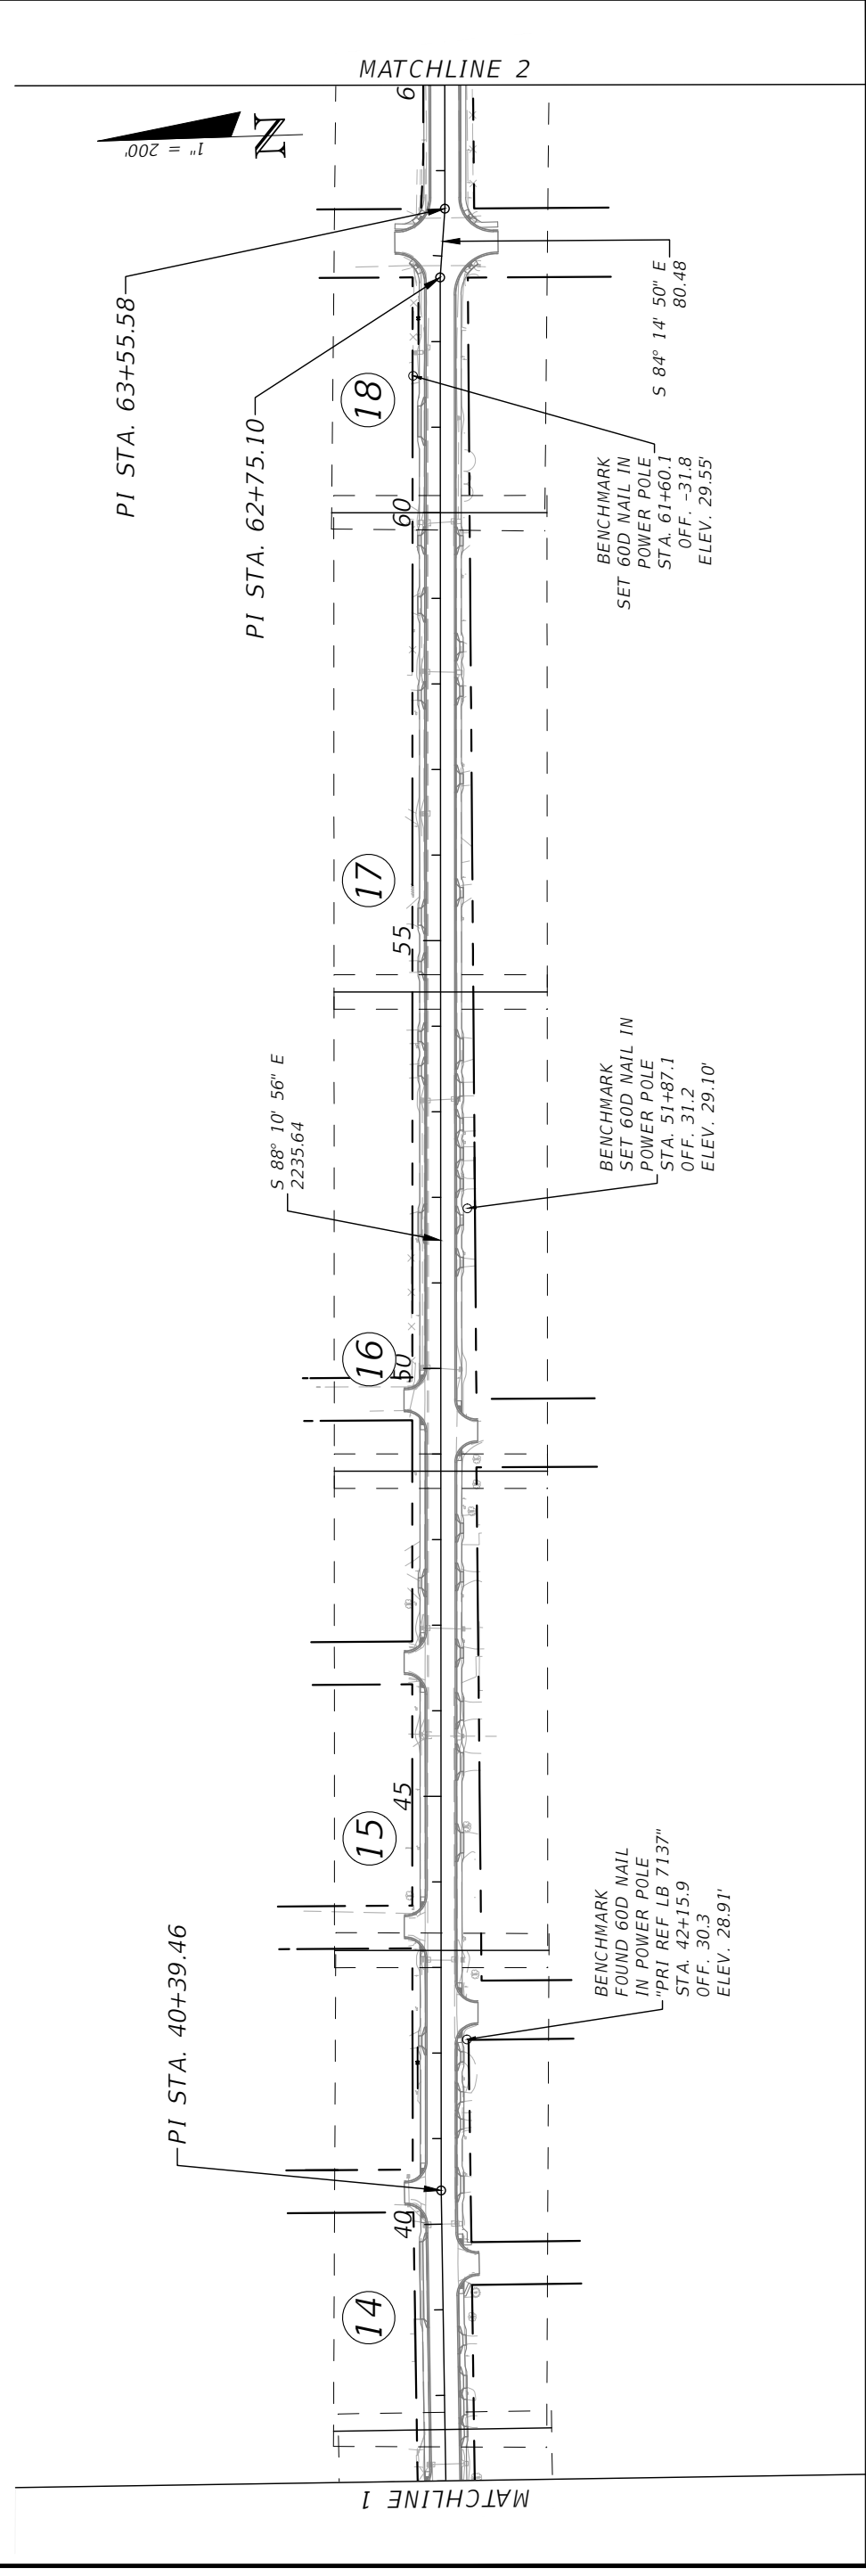 MATCHLINE 2
N
1" = 200'
6
PI STA. 63+55.58
PI STA. 62+75.10
S 84° 14' 50" E
80.48
18
BENCHMARK
SET 60D NAIL IN
POWER POLE
STA. 61+60.1
OFF. -31.8
ELEV. 29.55'
60
17
55
S 88° 10' 56" E
2235.64
BENCHMARK
SET 60D NAIL IN
POWER POLE
STA. 51+87.1
OFF. 31.2
ELEV. 29.10'
16
50
15
45
BENCHMARK
FOUND 60D NAIL
IN POWER POLE
"PRI REF LB 7137"
STA. 42+15.9
OFF. 30.3
ELEV. 28.91'
PI STA. 40+39.46
40
14
MATCHLINE 1